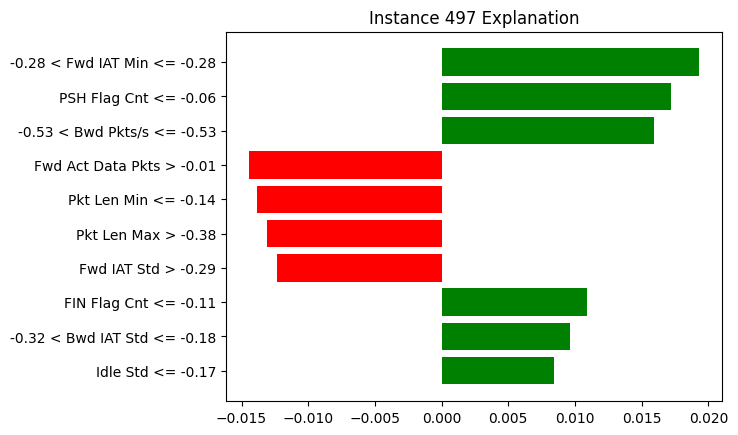 Instance 497 Explanation
-0.28 < Fwd IAT Min <= -0.28
PSH Flag Cnt <= -0.06
-0.53 < Bwd Pkts/s <= -0.53
Fwd Act Data Pkts > -0.01
Pkt Len Min <= -0.14
Pkt Len Max > -0.38
Fwd IAT Std > -0.29
FIN Flag Cnt <= -0.11
-0.32 < Bwd IAT Std <= -0.18
Idle Std <= -0.17
−0.015 −0.010 −0.005 0.000 0.005 0.010 0.015 0.020